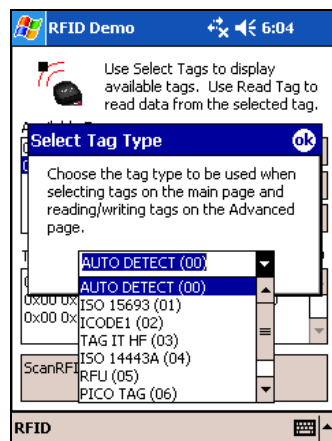 RFID Demo 6:04
Use Select Tags to display
available tags. Use Read Tag to
read data from the selected tag.
Select Tag Type ok
Choose the tag type to be used when
selecting tags on the main page and
reading/writing tags on the Advanced
page.
AUTO DETECT (00)
AUTO DETECT (00)
0x00
ISO 15693 (01)
0x00 0x
ICODE1 (02)
TAG IT HF (03)
ISO 14443A (04)
ScanRFI
RFU (05)
PICO TAG (06)
RFID